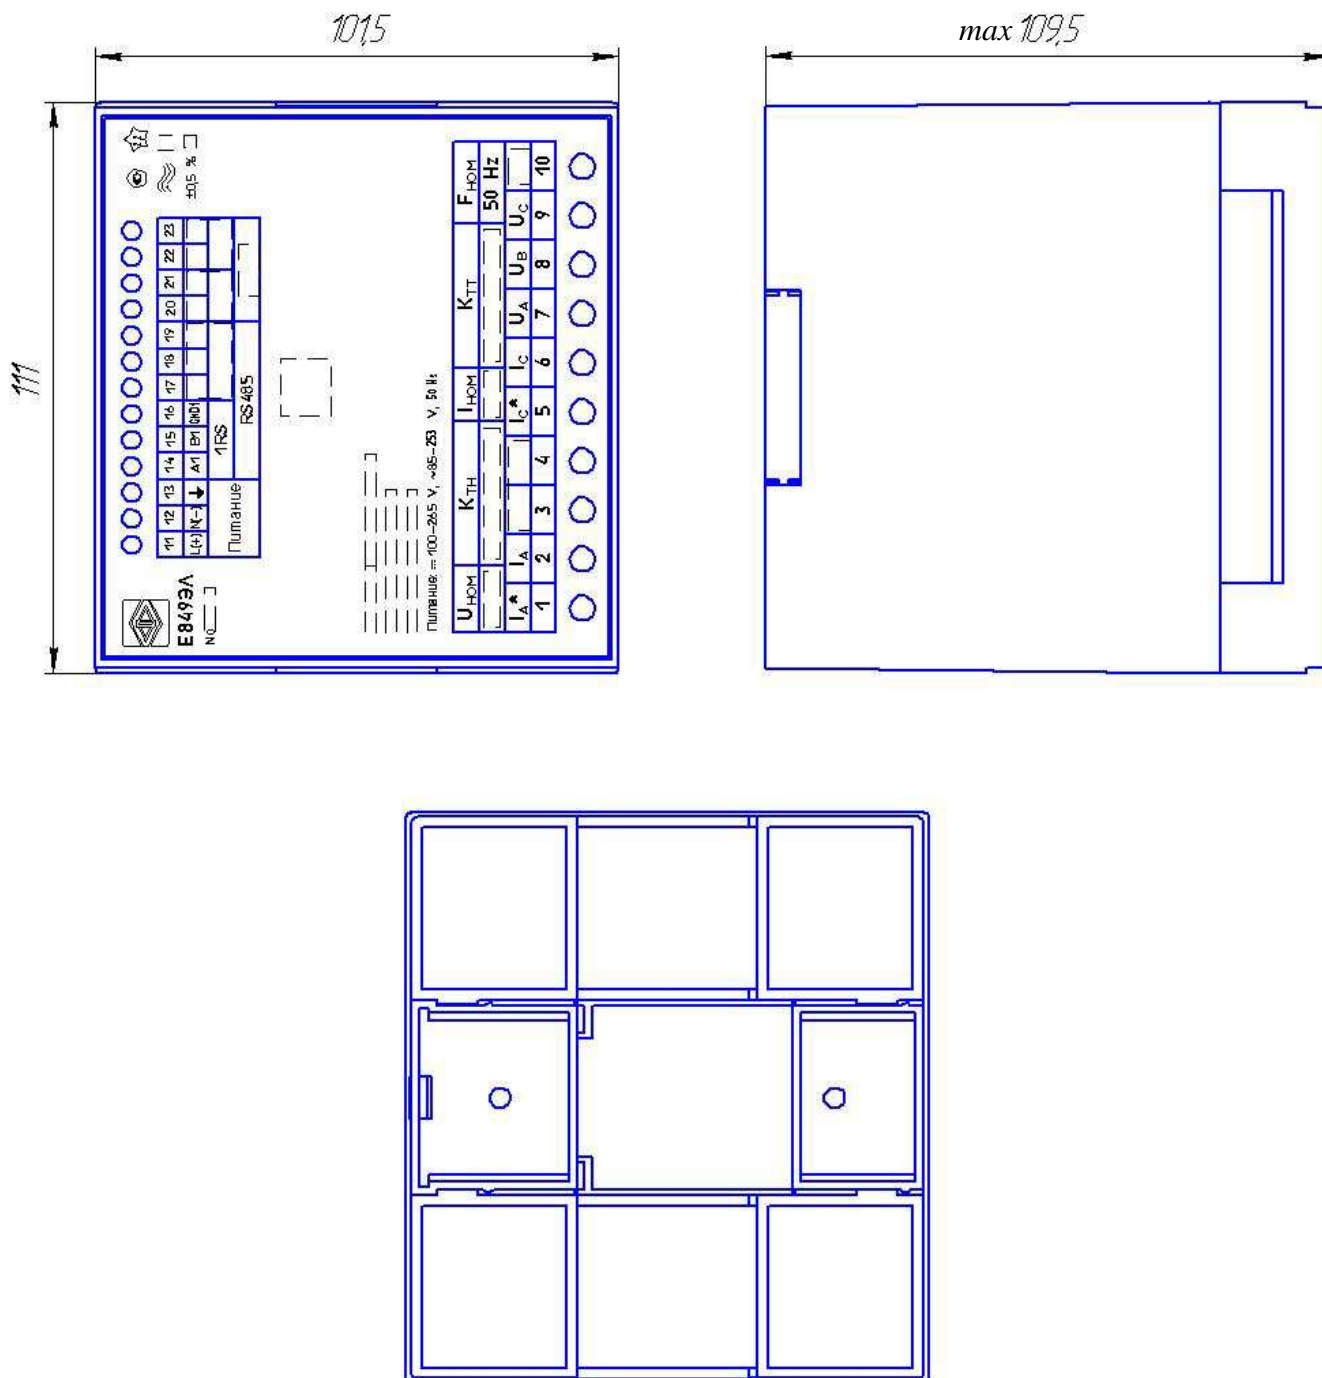 101,5
max 109,5
111
±0,5 %
23
22
21
20
19
18
17
16 GND1
15 B1
14 A1
13
12 N(-)
11 L(+)
1RS
RS485
Питание
Е849ЭЛ
№
Питание: ⎓ 100-265 V, ~85-253 V, 50 Hz
Uном
Kтн
Iном
Kтт
Fном
50 Hz
IA* 1
IA 2
3
4
IC* 5
IC 6
UA 7
UB 8
UC 9
10